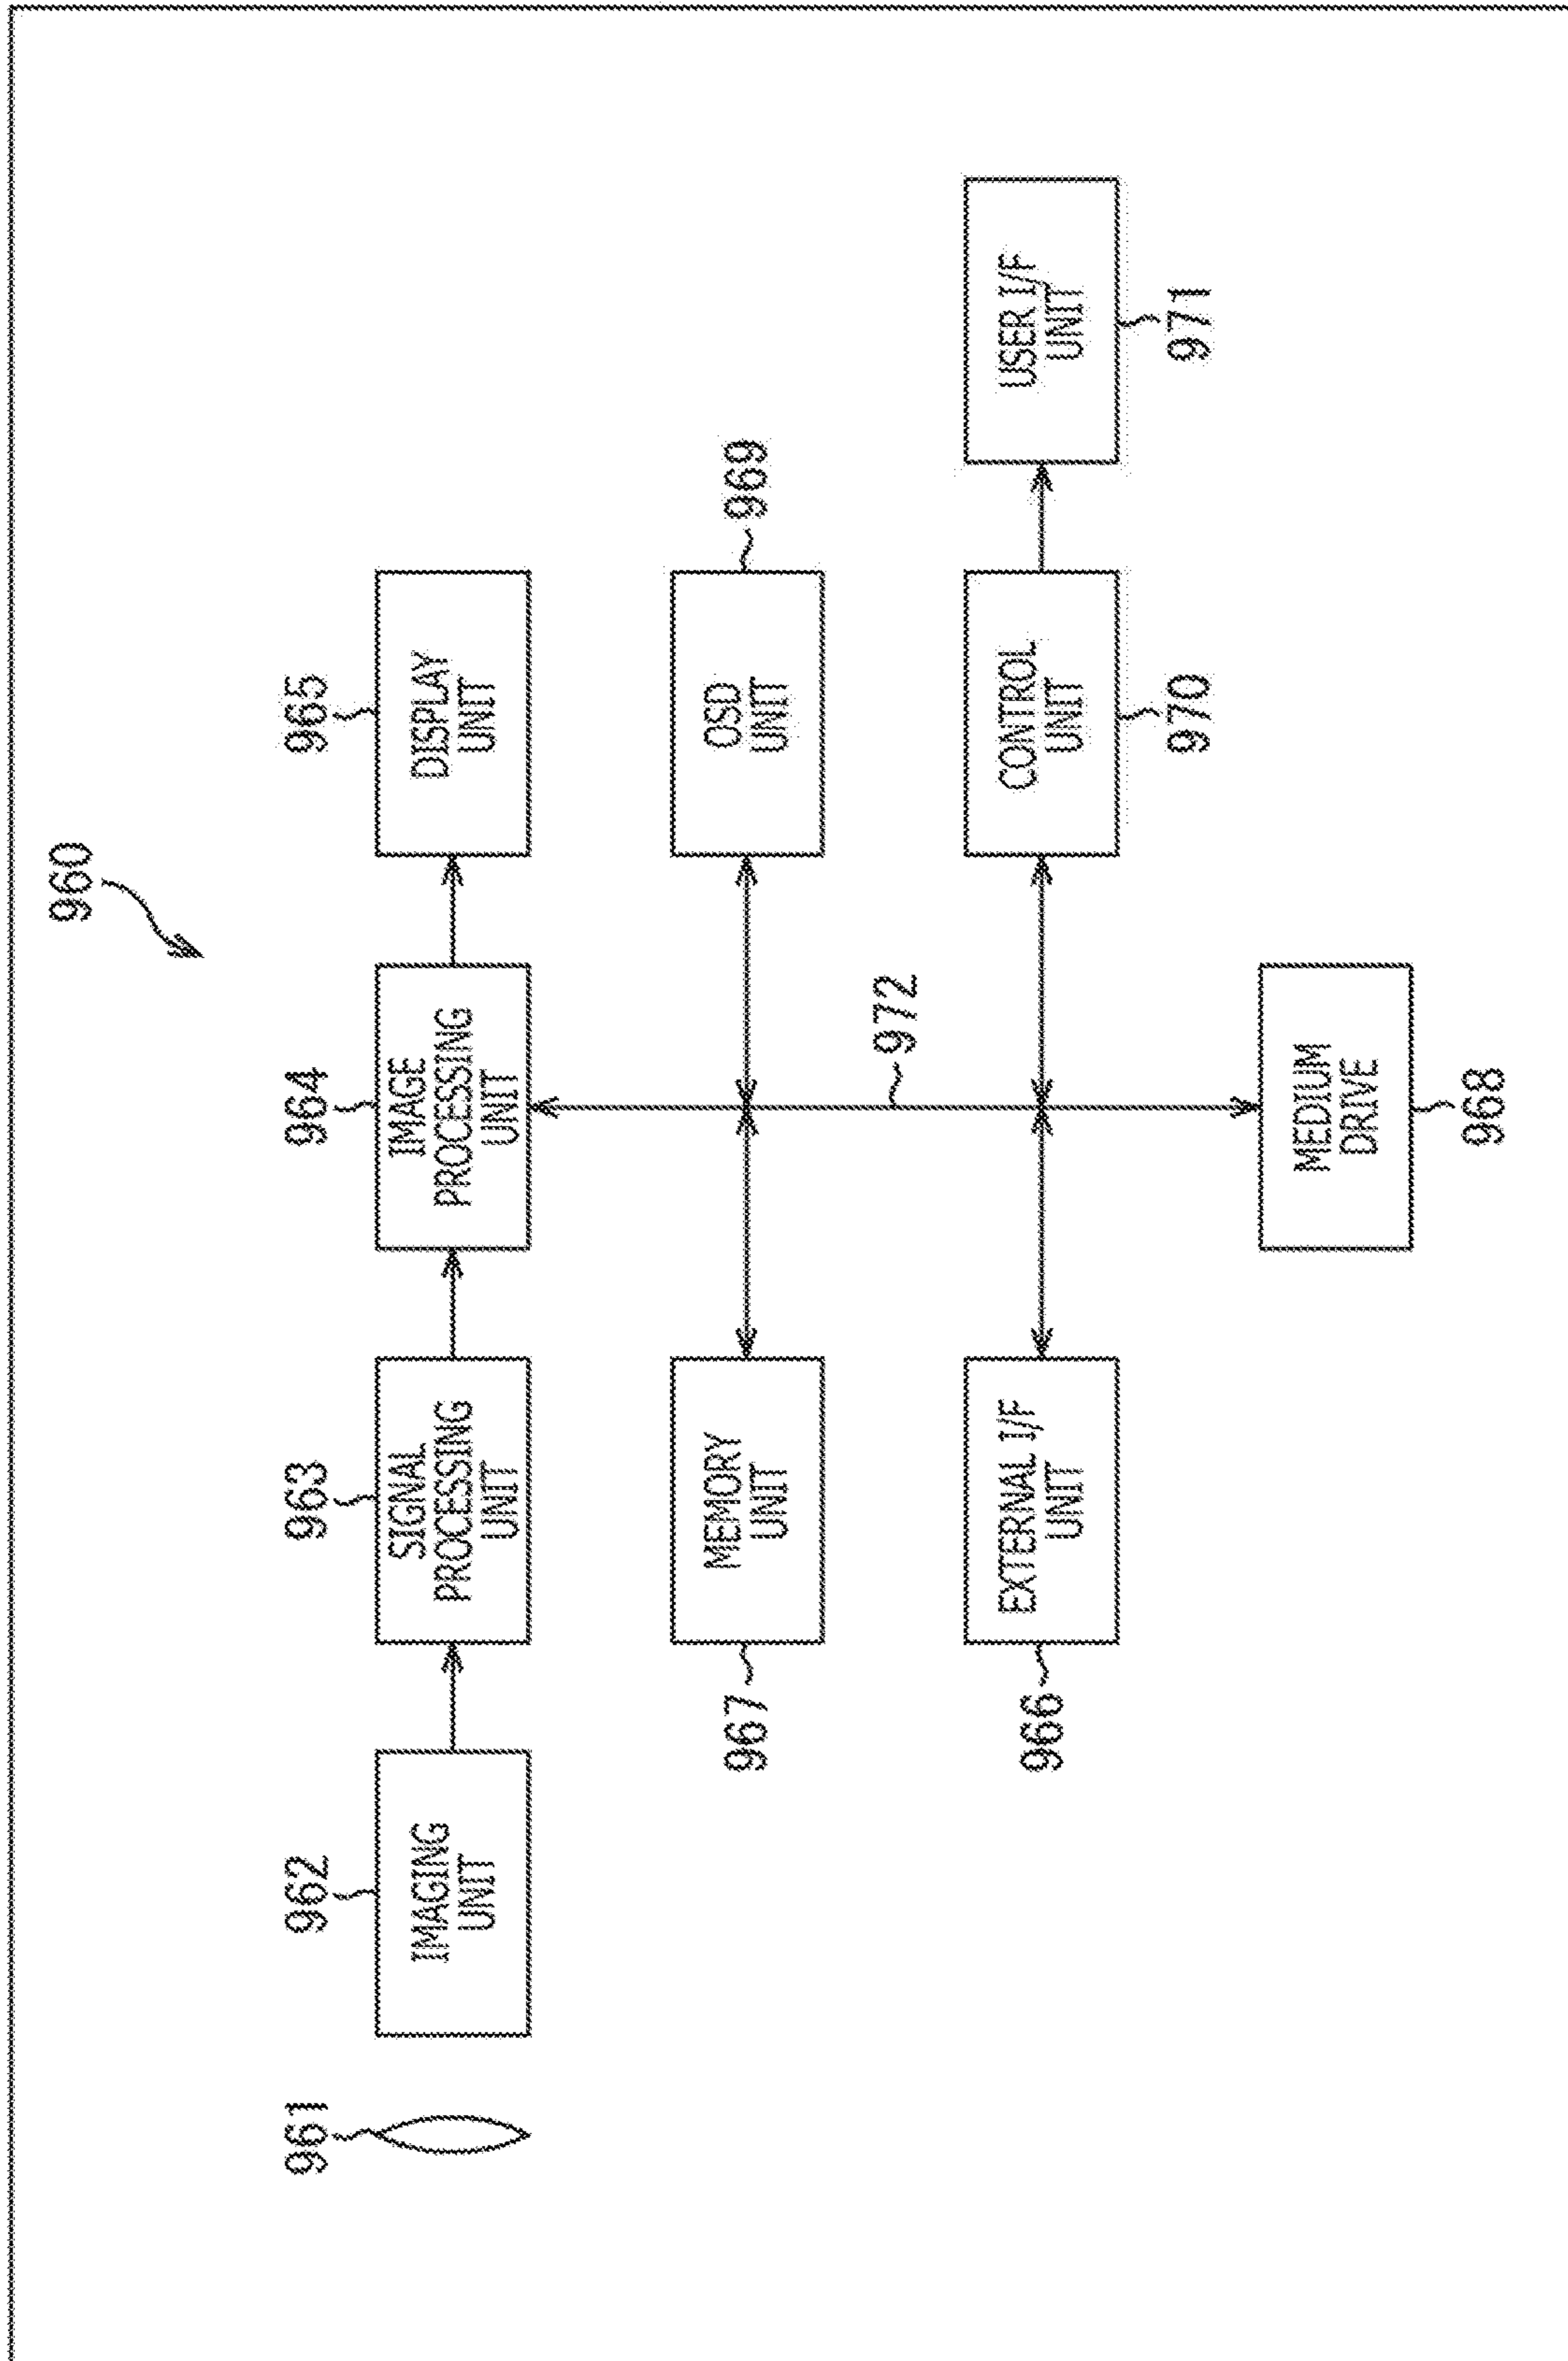 960
961
962
963
964
965
IMAGING
UNIT
SIGNAL
PROCESSING
UNIT
IMAGE
PROCESSING
UNIT
DISPLAY
UNIT
967
MEMORY
UNIT
OSD
UNIT
969
972
966
EXTERNAL I/F
UNIT
CONTROL
UNIT
USER I/F
UNIT
970
971
MEDIUM
DRIVE
968